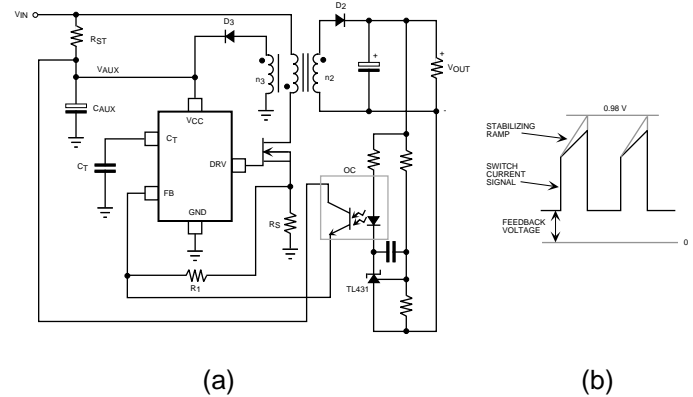 VIN
RST
D3
D2
VAUX
n3
n2
+
+
VOUT
-
CAUX
VCC
CT
CT
DRV
OC
FB
GND
RS
R1
TL431
0.98 V
STABILIZING
RAMP
SWITCH
CURRENT
SIGNAL
FEEDBACK
VOLTAGE
0
(a)
(b)